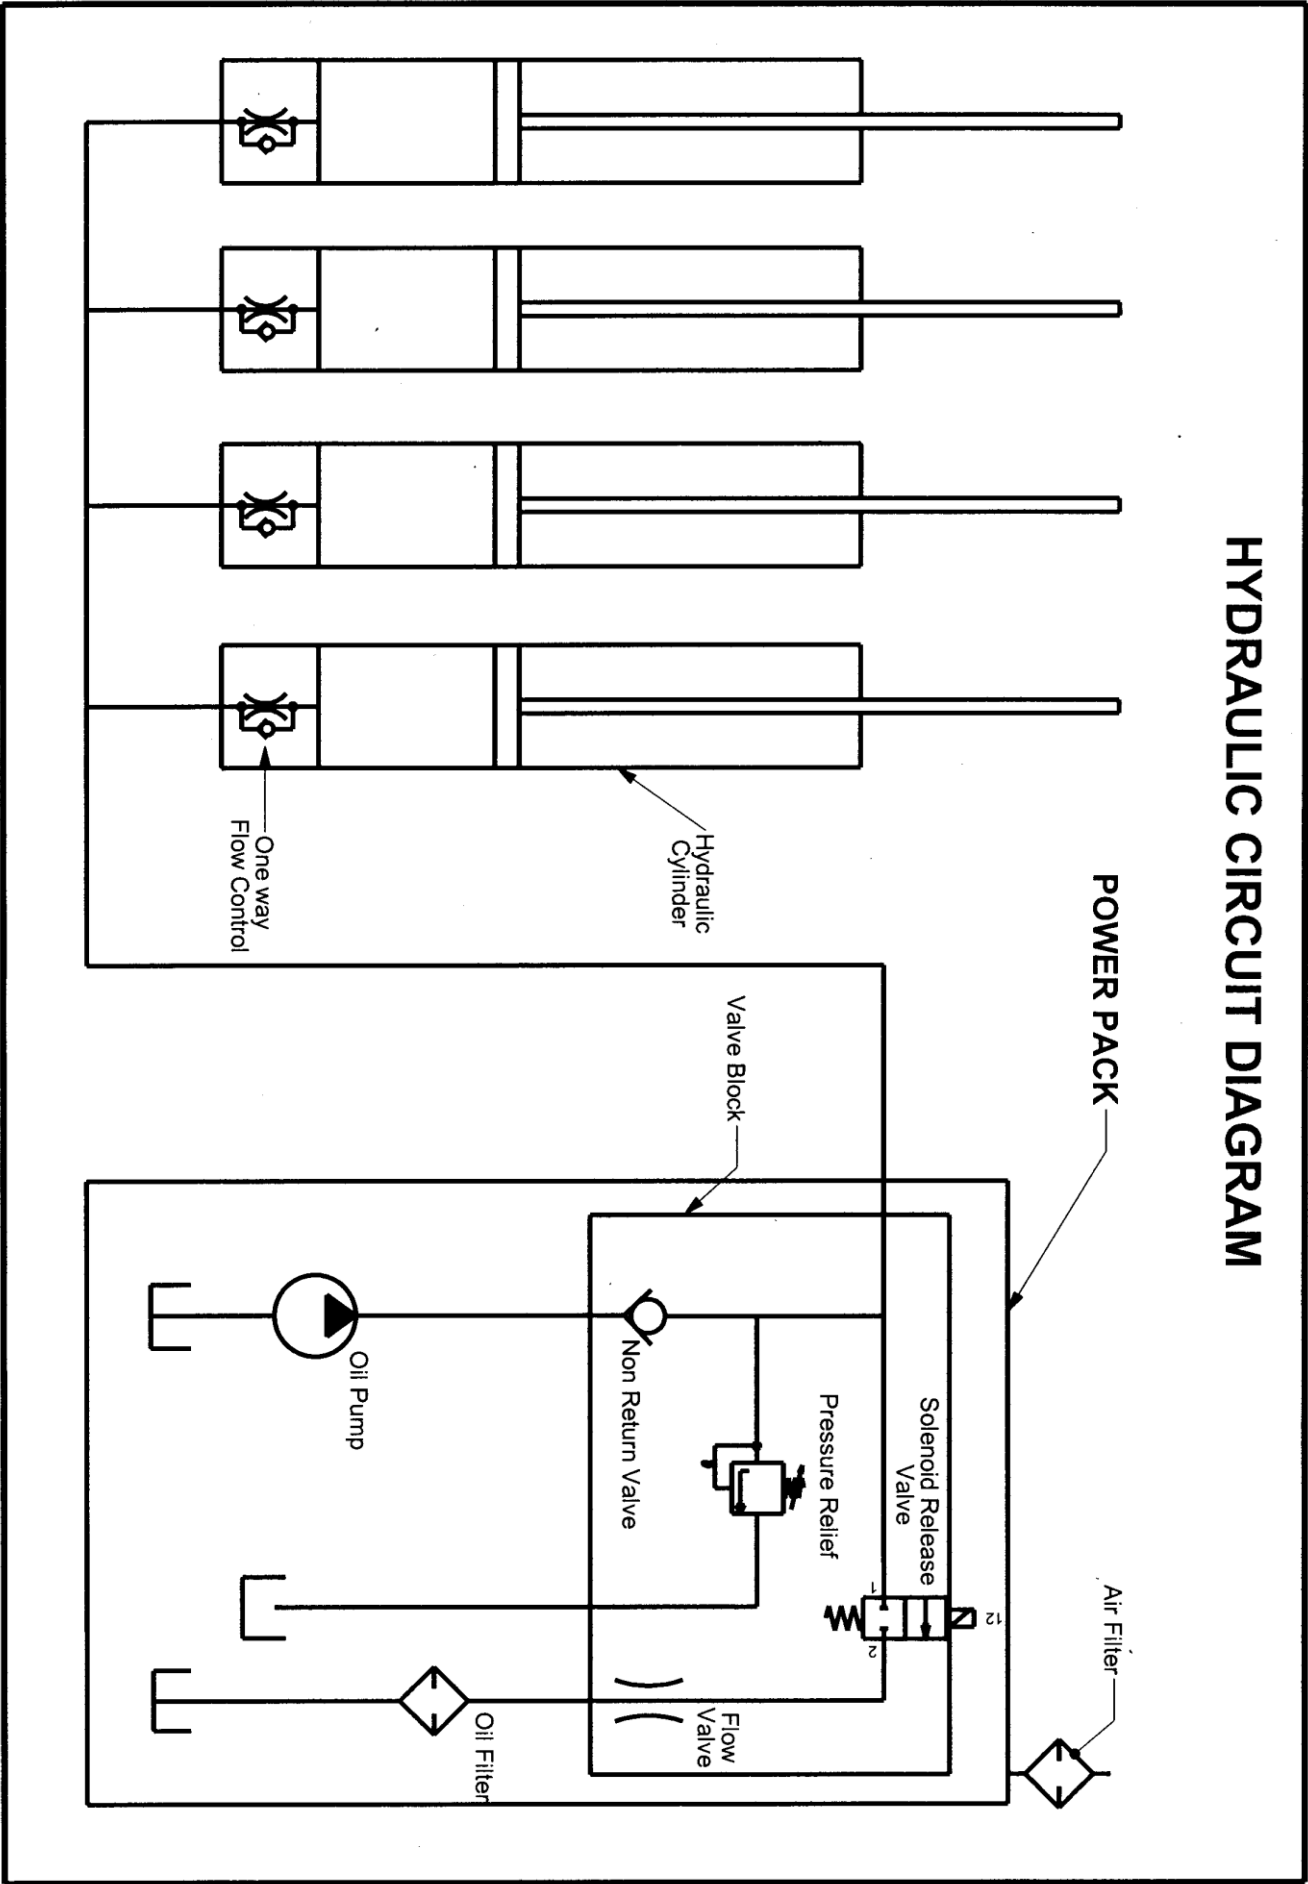 HYDRAULIC CIRCUIT DIAGRAM
POWER PACK
Air Filter
Hydraulic
Cylinder
One way
Flow Control
Valve Block
12
Solenoid Release
Valve
1
2
Pressure Relief
Non Return Valve
Flow
Valve
Oil Pump
Oil Filter